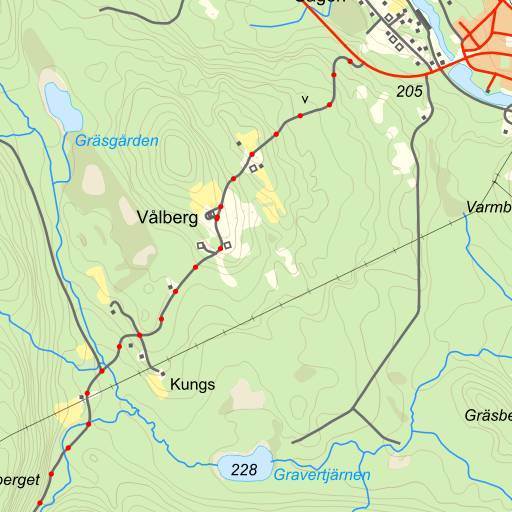 205
v
Gräsgården
Varmb
Vålberg
Kungs
Gräsbe
berget
228
Gravertjärnen